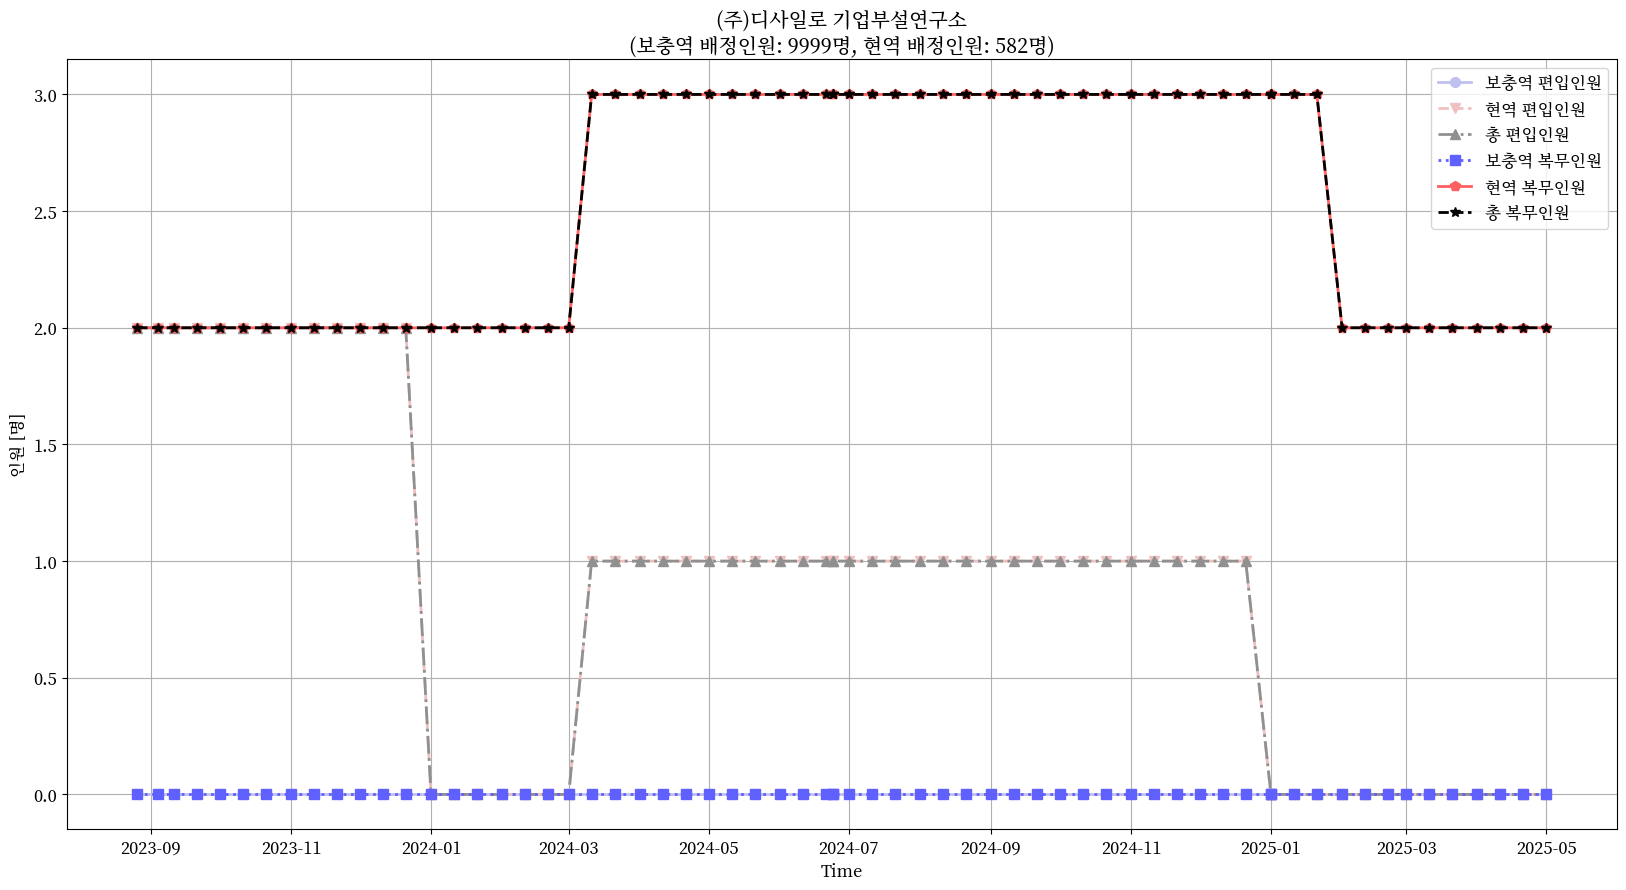 (주)디사일로 기업부설연구소
(보충역 배정인원: 9999명, 현역 배정인원: 582명)
보충역 편입인원
현역 편입인원
총 편입인원
보충역 복무인원
현역 복무인원
총 복무인원
인원 [명]
3.0
2.5
2.0
1.5
1.0
0.5
0.0
2023-09 2023-11 2024-01 2024-03 2024-05 2024-07 2024-09 2024-11 2025-01 2025-03 2025-05
Time